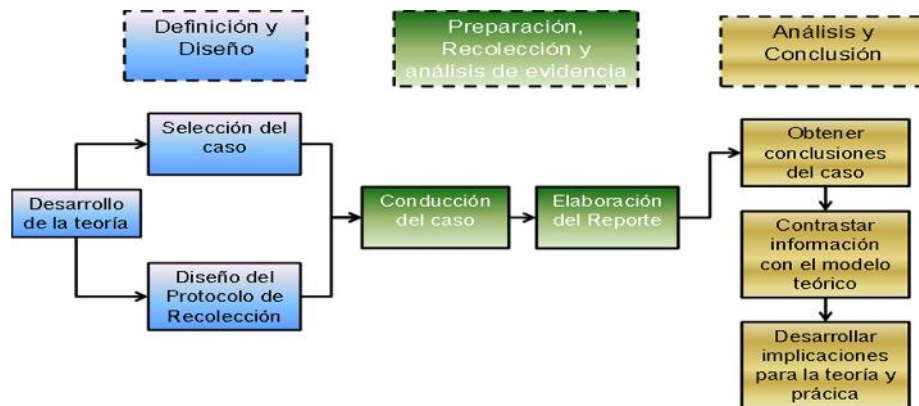 Definición y
Diseño
Preparación,
Recolección y
análisis de evidencia
Análisis y
Conclusión
Selección del
caso
Desarrollo
de la teoría
Diseño del
Protocolo de
Recolección
Conducción
del caso
Elaboración
del Reporte
Obtener
conclusiones
del caso
Contrastar
información
con el modelo
teórico
Desarrollar
implicaciones
para la teoría y
prácica